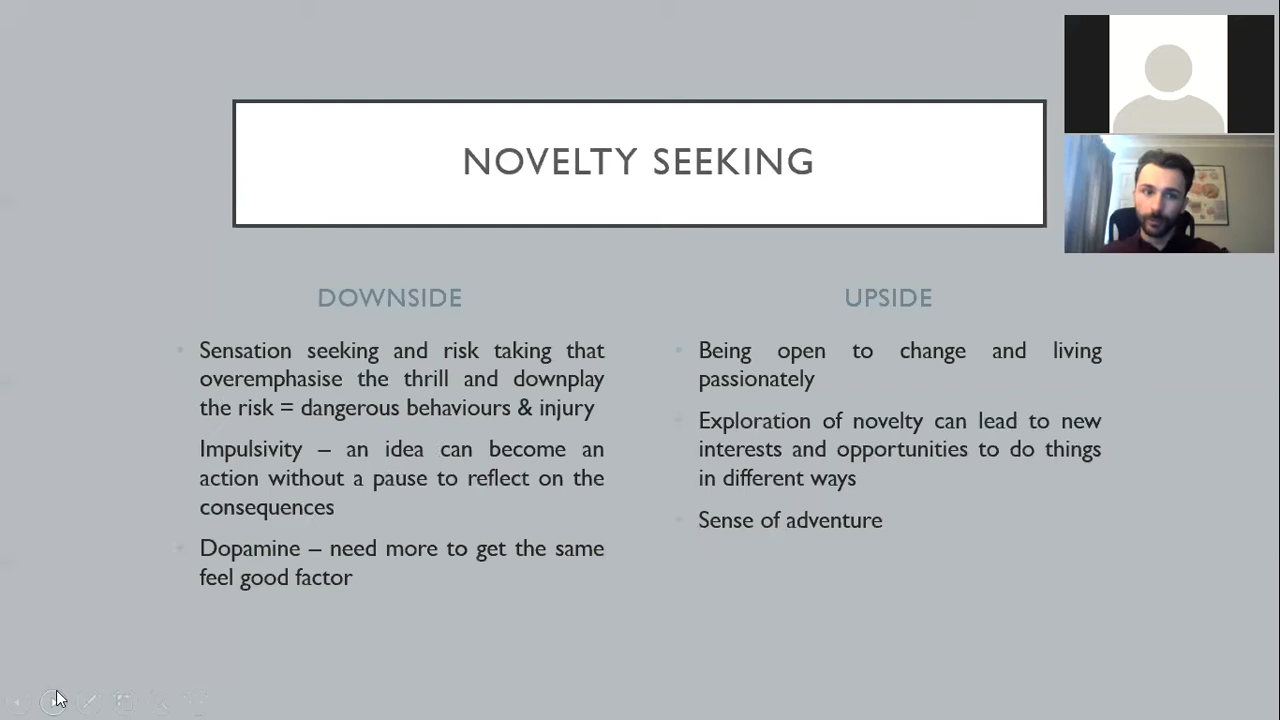 NOVELTY SEEKING
DOWNSIDE
Sensation seeking and risk taking that
overemphasise the thrill and downplay
the risk = dangerous behaviours & injury
Impulsivity – an idea can become an
action without a pause to reflect on the
consequences
Dopamine – need more to get the same
feel good factor
UPSIDE
Being open to change and living
passionately
Exploration of novelty can lead to new
interests and opportunities to do things
in different ways
Sense of adventure